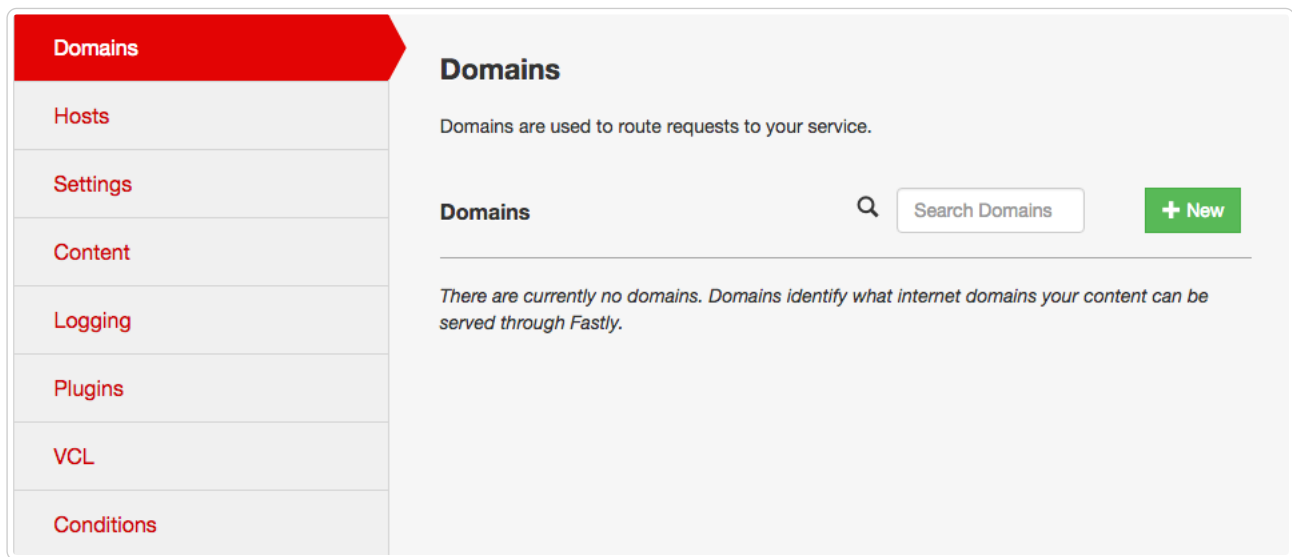 Domains
Hosts
Settings
Content
Logging
Plugins
VCL
Conditions
Domains
Domains are used to route requests to your service.
Domains
Search Domains
+ New
There are currently no domains. Domains identify what internet domains your content can be
served through Fastly.